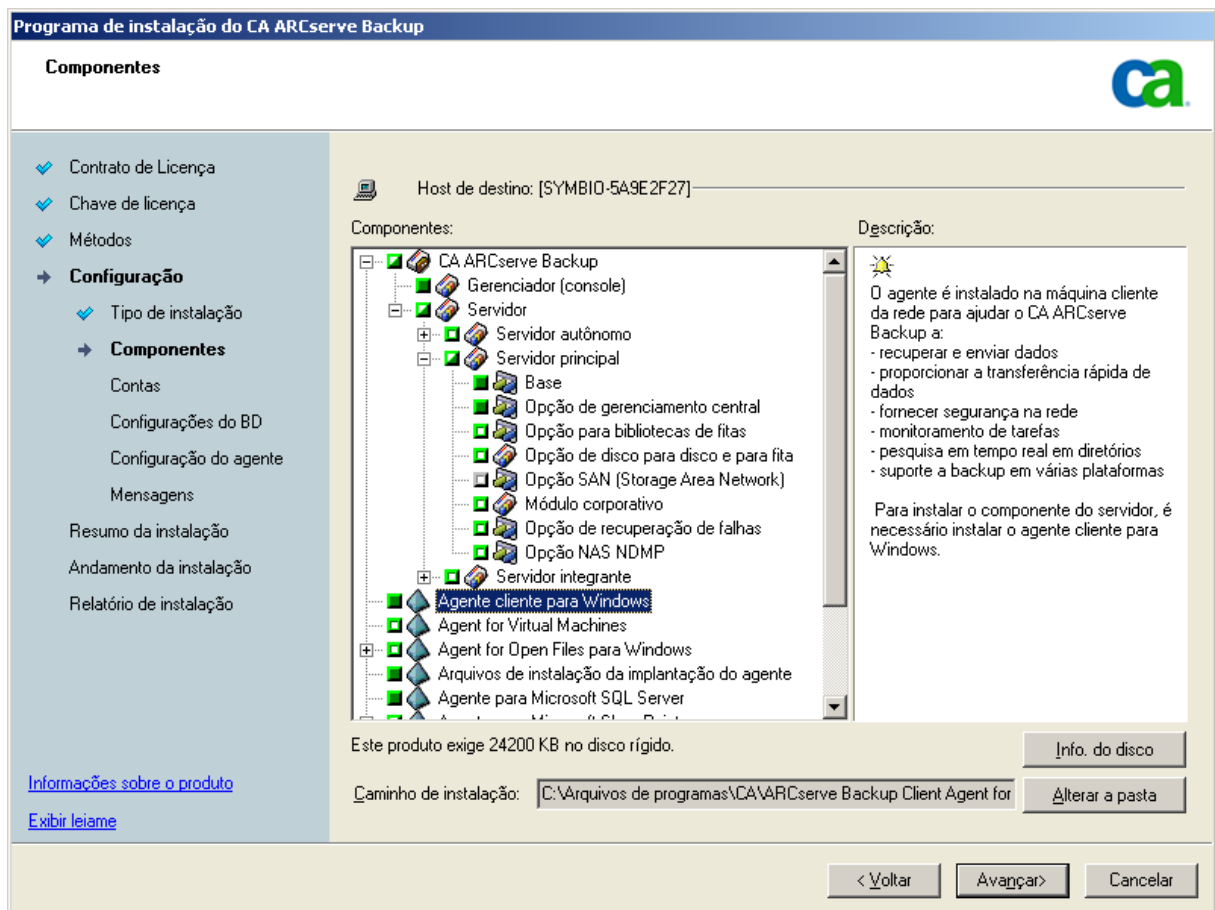 Programa de instalação do CA ARCserve Backup
Componentes
ca
Contrato de Licença
Chave de licença
Métodos
Configuração
Tipo de instalação
Componentes
Contas
Configurações do BD
Configuração do agente
Mensagens
Resumo da instalação
Andamento da instalação
Relatório de instalação
Informações sobre o produto
Exibir leiame
Host de destino: [SYMBIO-5A9E2F27]
Componentes:
CA ARCserve Backup
Gerenciador (console)
Servidor
Servidor autônomo
Servidor principal
Base
Opção de gerenciamento central
Opção para bibliotecas de fitas
Opção de disco para disco e para fita
Opção SAN (Storage Area Network)
Módulo corporativo
Opção de recuperação de falhas
Opção NAS NDMP
Servidor integrante
Agente cliente para Windows
Agent for Virtual Machines
Agent for Open Files para Windows
Arquivos de instalação da implantação do agente
Agente para Microsoft SQL Server
Descrição:
O agente é instalado na máquina cliente
da rede para ajudar o CA ARCserve
Backup a:
- recuperar e enviar dados
- proporcionar a transferência rápida de
dados
- fornecer segurança na rede
- monitoramento de tarefas
- pesquisa em tempo real em diretórios
- suporte a backup em várias plataformas
Para instalar o componente do servidor, é
necessário instalar o agente cliente para
Windows.
Este produto exige 24200 KB no disco rígido.
Info. do disco
Caminho de instalação:
C:\Arquivos de programas\CA\ARCserve Backup Client Agent for
Alterar a pasta
< Voltar
Avançar>
Cancelar